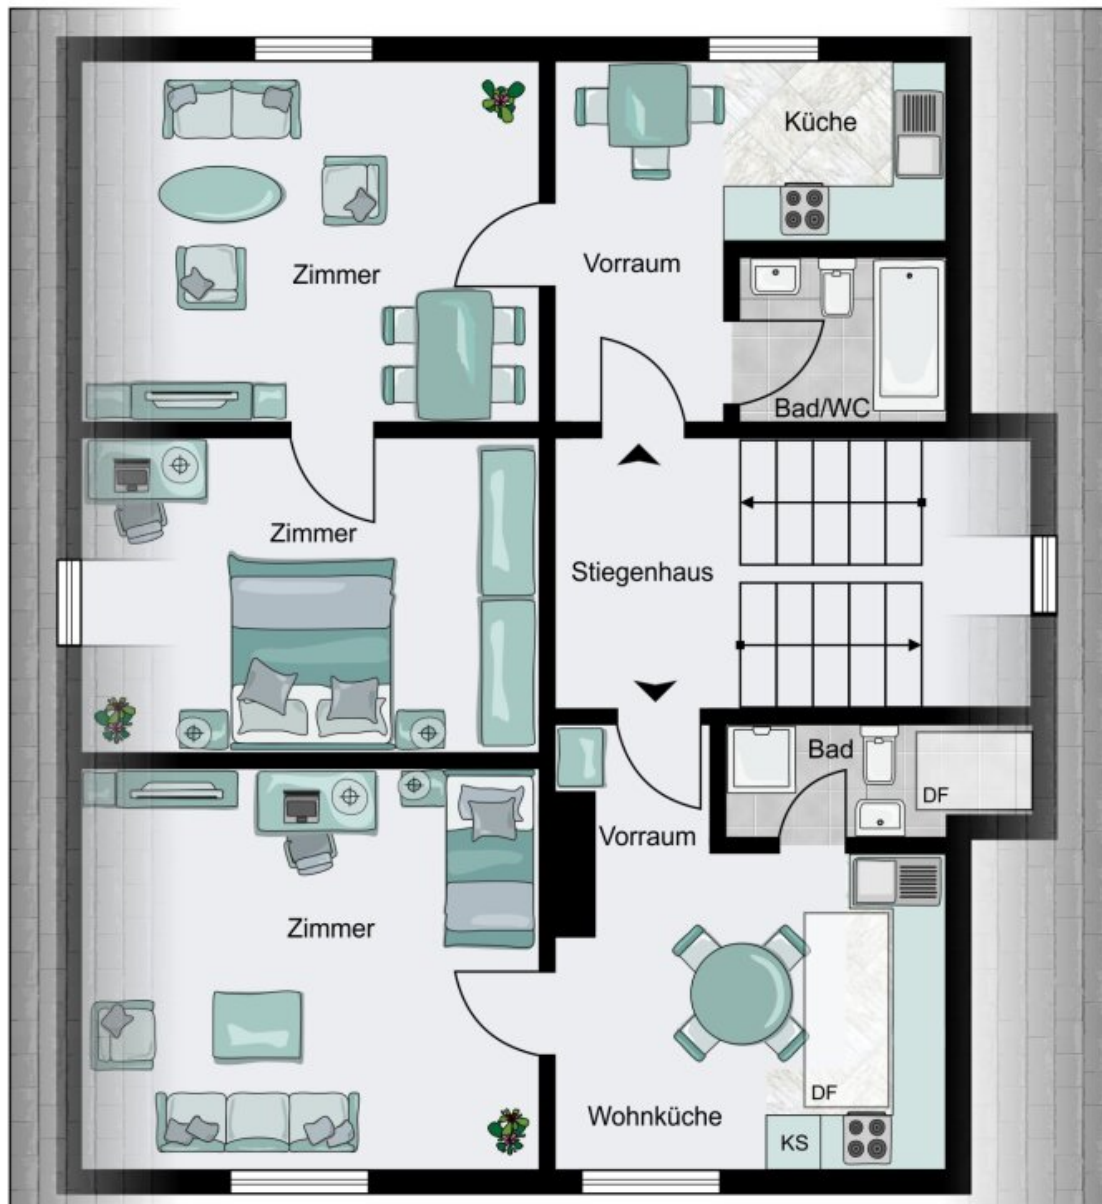 Küche
Zimmer
Vorraum
Bad/WC
Zimmer
Stiegenhaus
Bad
DF
Vorraum
Zimmer
DF
Wohnküche
KS